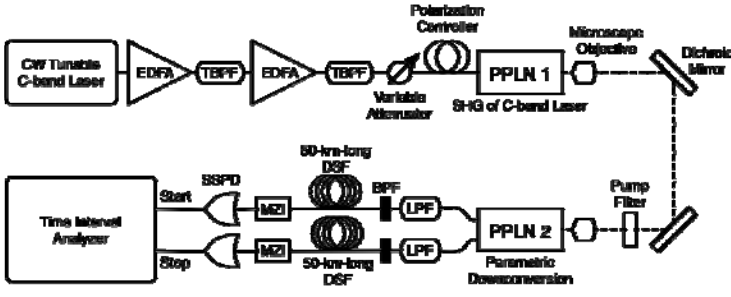 Polarization
Controller
Microscope
Objective
Dichroic
Mirror
CW Tunable
C-band Laser
EDFA
TBPF
EDFA
TBPF
PPLN 1
Variable
Attenuator
SHG of C-band Laser
50-km-long
DSF
SSPD
BPF
Pump
Filter
Start
MZI
LPF
Time Interval
Analyzer
PPLN 2
Stop
MZI
LPF
50-km-long
DSF
Parametric
Downconversion